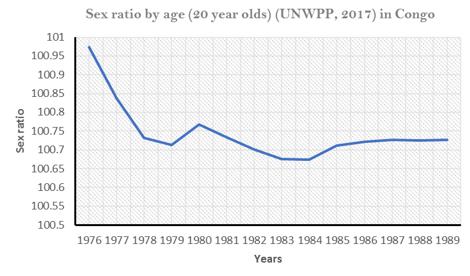 Sex ratio by age (20 year olds) (UNWPP, 2017) in Congo
101
100.95
100.9
100.85
100.8
100.75
100.7
100.65
100.6
100.55
100.5
Sex ratio
1976 1977 1978 1979 1980 1981 1982 1983 1984 1985 1986 1987 1988 1989
Years